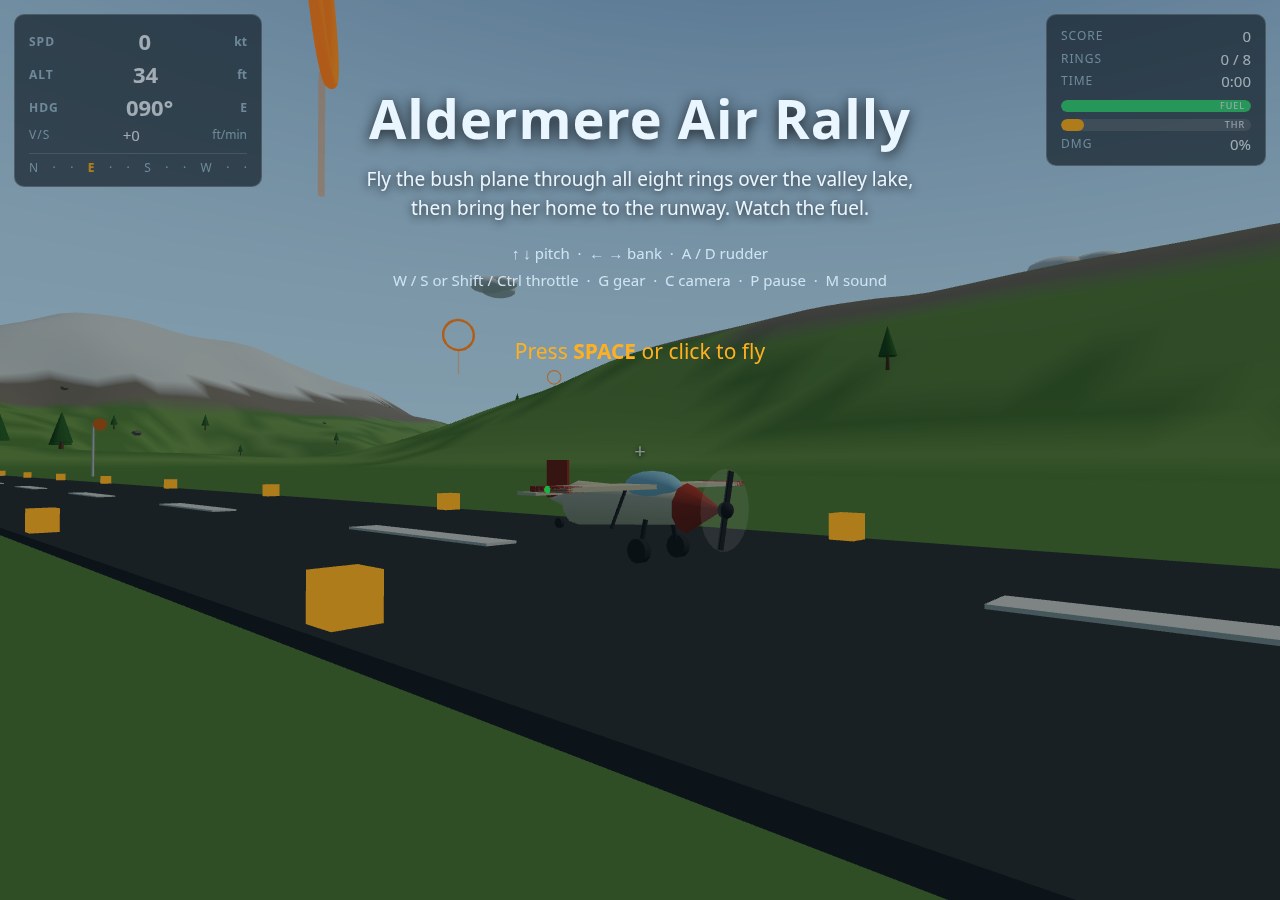 SPD 0 kt
ALT 34 ft
HDG 090° E
V/S +0 ft/min
N · · E · · S · · W · ·
SCORE 0
RINGS 0 / 8
TIME 0:00
FUEL
THR
DMG 0%
Aldermere Air Rally
Fly the bush plane through all eight rings over the valley lake,
then bring her home to the runway. Watch the fuel.
↑ ↓ pitch · ← → bank · A / D rudder
W / S or Shift / Ctrl throttle · G gear · C camera · P pause · M sound
Press SPACE or click to fly